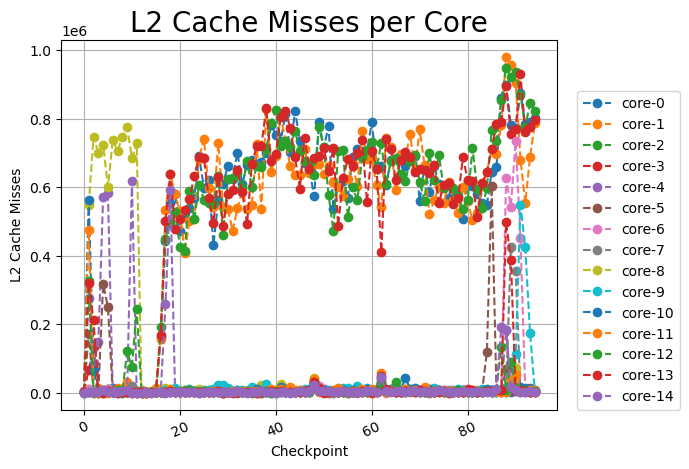 L2 Cache Misses per Core
1e6
1.0
0.8
0.6
0.4
0.2
0.0
L2 Cache Misses
0
20
40
60
80
Checkpoint
core-0
core-1
core-2
core-3
core-4
core-5
core-6
core-7
core-8
core-9
core-10
core-11
core-12
core-13
core-14